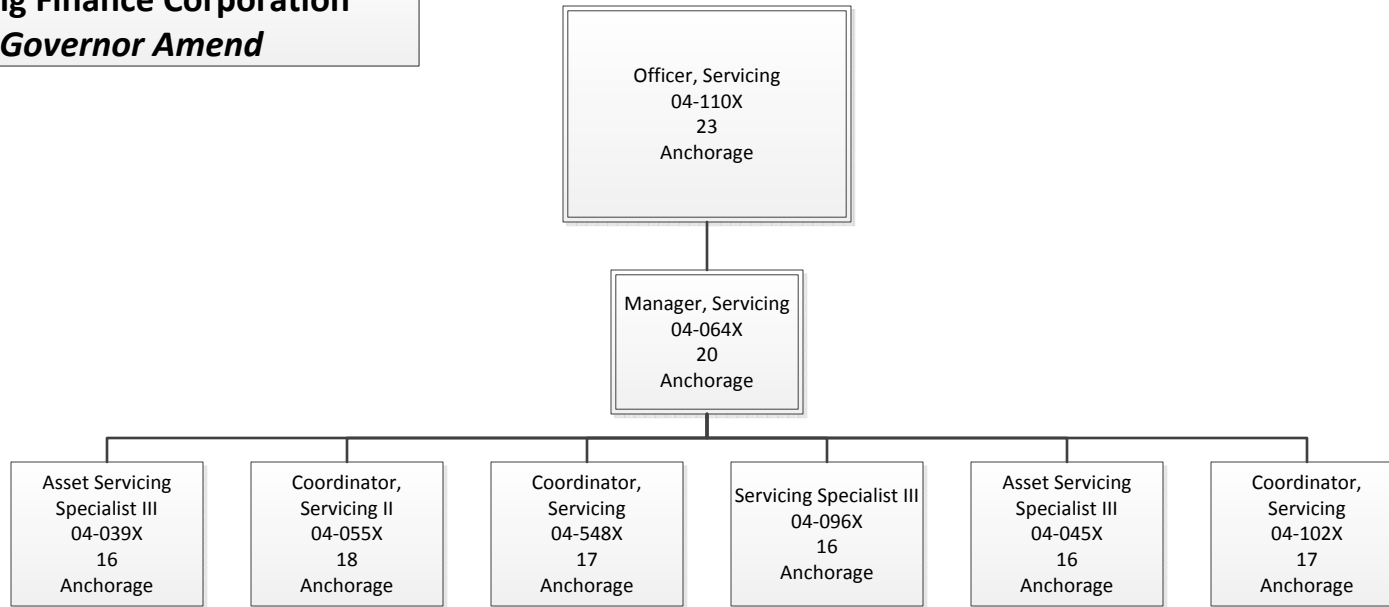 Finance Corporation
Governor Amend
Officer, Servicing
04-110X
23
Anchorage
Manager, Servicing
04-064X
20
Anchorage
Asset Servicing
Specialist III
04-039X
16
Anchorage
Coordinator,
Servicing II
04-055X
18
Anchorage
Coordinator,
Servicing
04-548X
17
Anchorage
Servicing Specialist III
04-096X
16
Anchorage
Asset Servicing
Specialist III
04-045X
16
Anchorage
Coordinator,
Servicing
04-102X
17
Anchorage